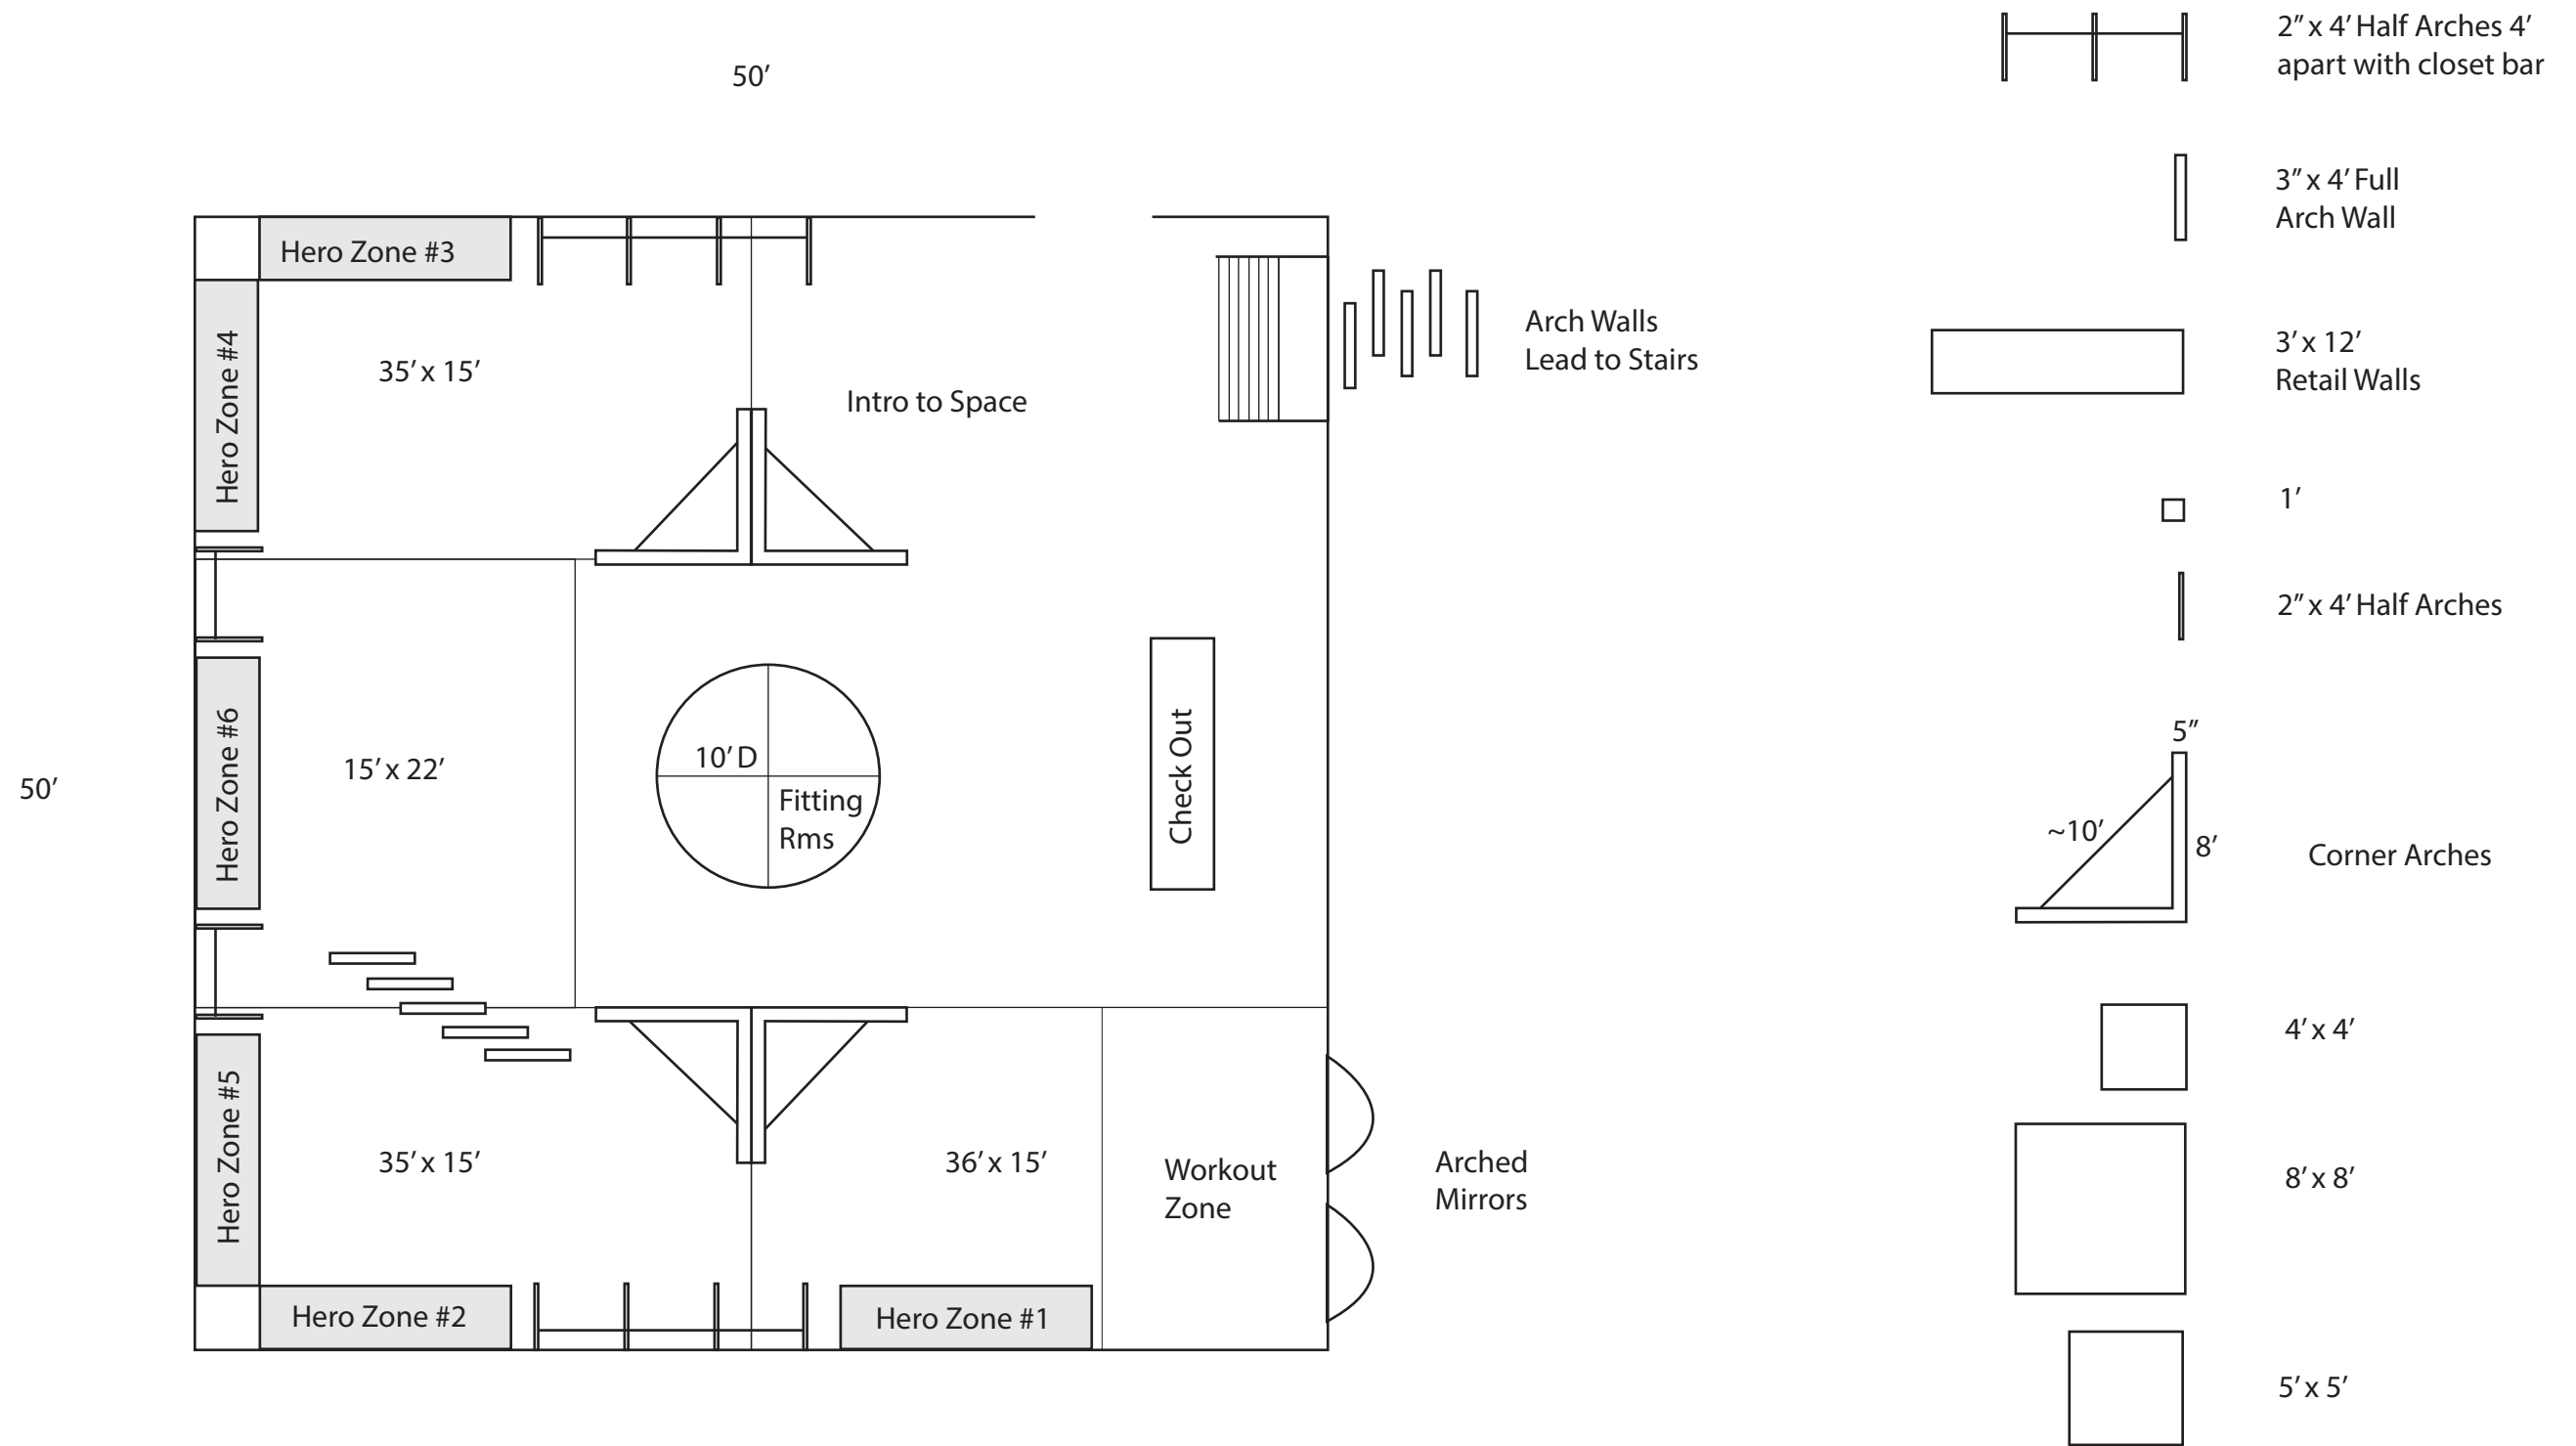 50’
50’
Hero Zone #3
Hero Zone #4
35’ x 15’
Intro to Space
Arch Walls
Lead to Stairs
Hero Zone #6
15’ x 22’
10’ D
Fitting
Rms
Check Out
Hero Zone #5
35’ x 15’
36’ x 15’
Workout
Zone
Arched
Mirrors
Hero Zone #2
Hero Zone #1
2” x 4’ Half Arches 4’
apart with closet bar
3” x 4’ Full
Arch Wall
3’ x 12’
Retail Walls
1’
2” x 4’ Half Arches
5”
~10’
8’
Corner Arches
4’ x 4’
8’ x 8’
5’ x 5’